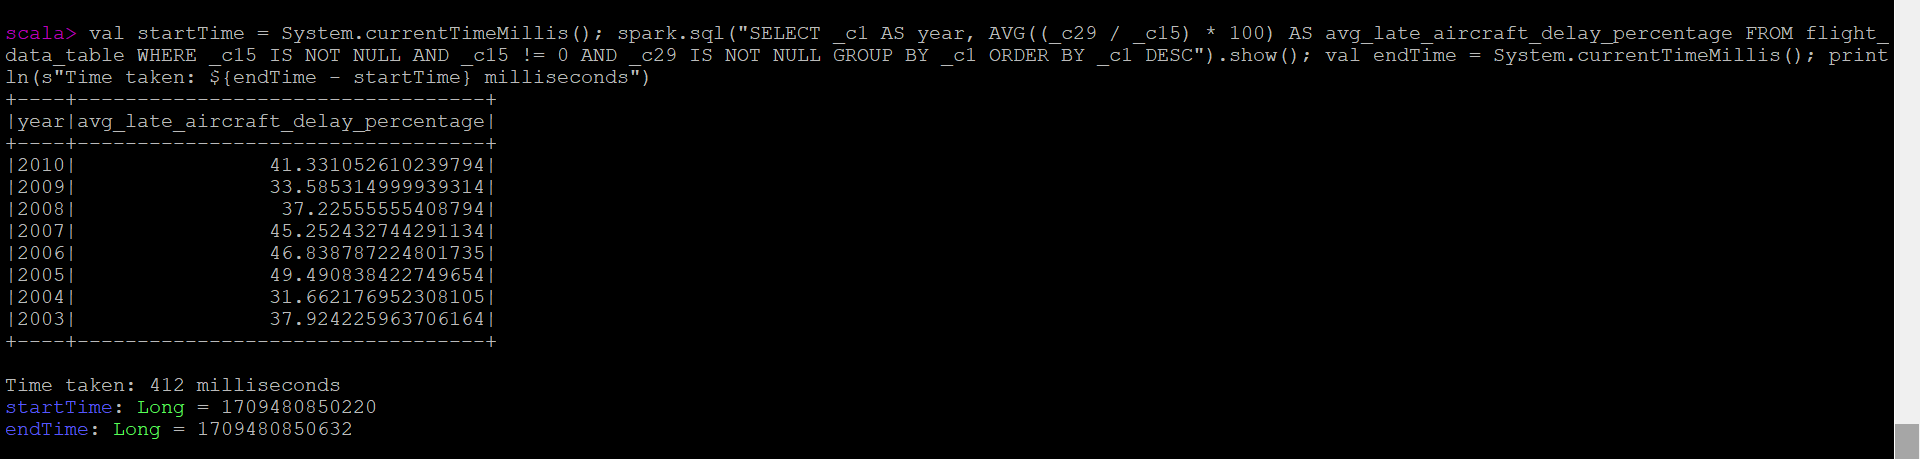 scala> val startTime = System.currentTimeMillis(); spark.sql("SELECT _c1 AS year, AVG((_c29 / _c15) * 100) AS avg_late_aircraft_delay_percentage FROM flight_
data_table WHERE _c15 IS NOT NULL AND _c15 != 0 AND _c29 IS NOT NULL GROUP BY _c1 ORDER BY _c1 DESC").show(); val endTime = System.currentTimeMillis(); print
ln(s"Time taken: ${endTime - startTime} milliseconds")
+----+----------------------------------+
|year|avg_late_aircraft_delay_percentage|
+----+----------------------------------+
|2010|                41.331052610239794|
|2009|                33.585314999939314|
|2008|                 37.22555555408794|
|2007|                45.252432744291134|
|2006|                46.838787224801735|
|2005|                49.490838422749654|
|2004|                31.662176952308105|
|2003|                37.924225963706164|
+----+----------------------------------+
Time taken: 412 milliseconds
startTime: Long = 1709480850220
endTime: Long = 1709480850632